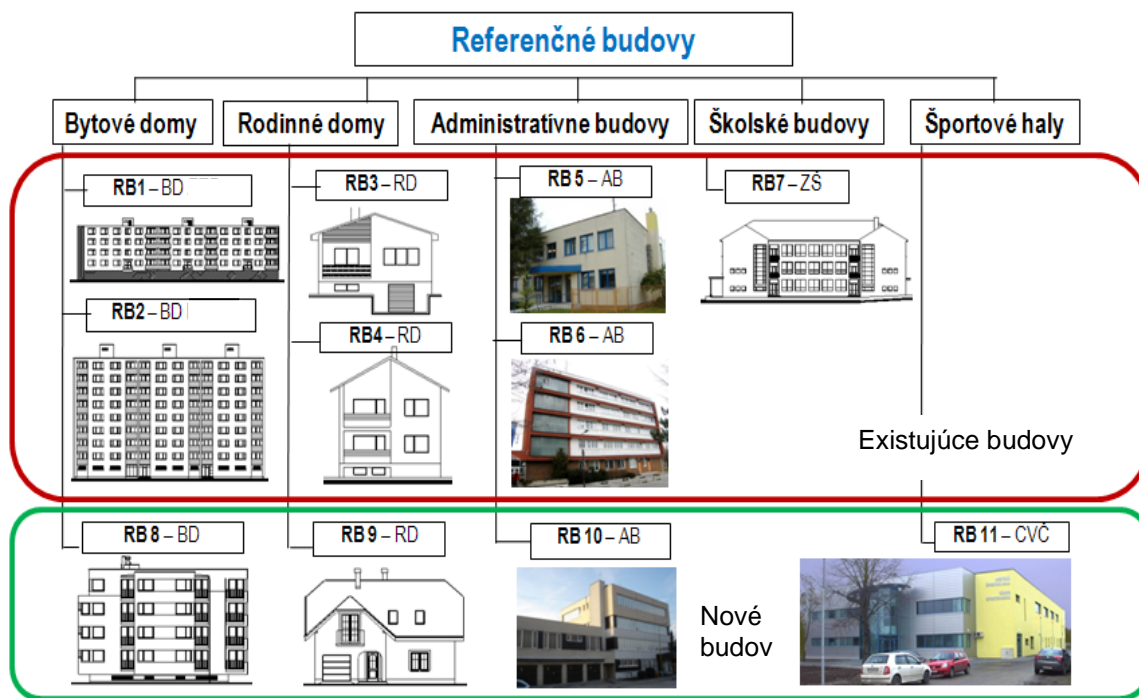 Referenčné budovy
Bytové domy
Rodinné domy
Administratívne budovy
Školské budovy
Športové haly
RB1 – BD
RB3 – RD
RB 5 – AB
RB7 – ZŠ
RB2 – BD
RB4 – RD
RB 6 – AB
Existujúce budovy
RB 8 – BD
RB 9 – RD
RB 10 – AB
RB 11 – CVČ
Nové
budov